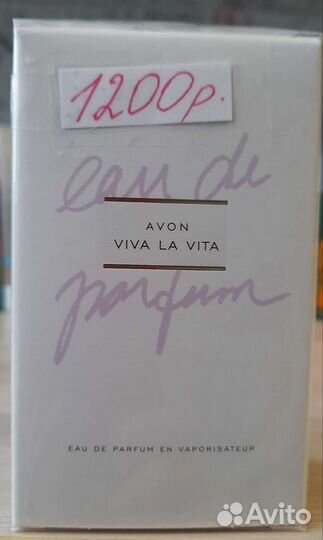 1200р.
eau de
AVON
VIVA LA VITA
parfum
EAU DE PARFUM EN VAPORISATEUR
Avito